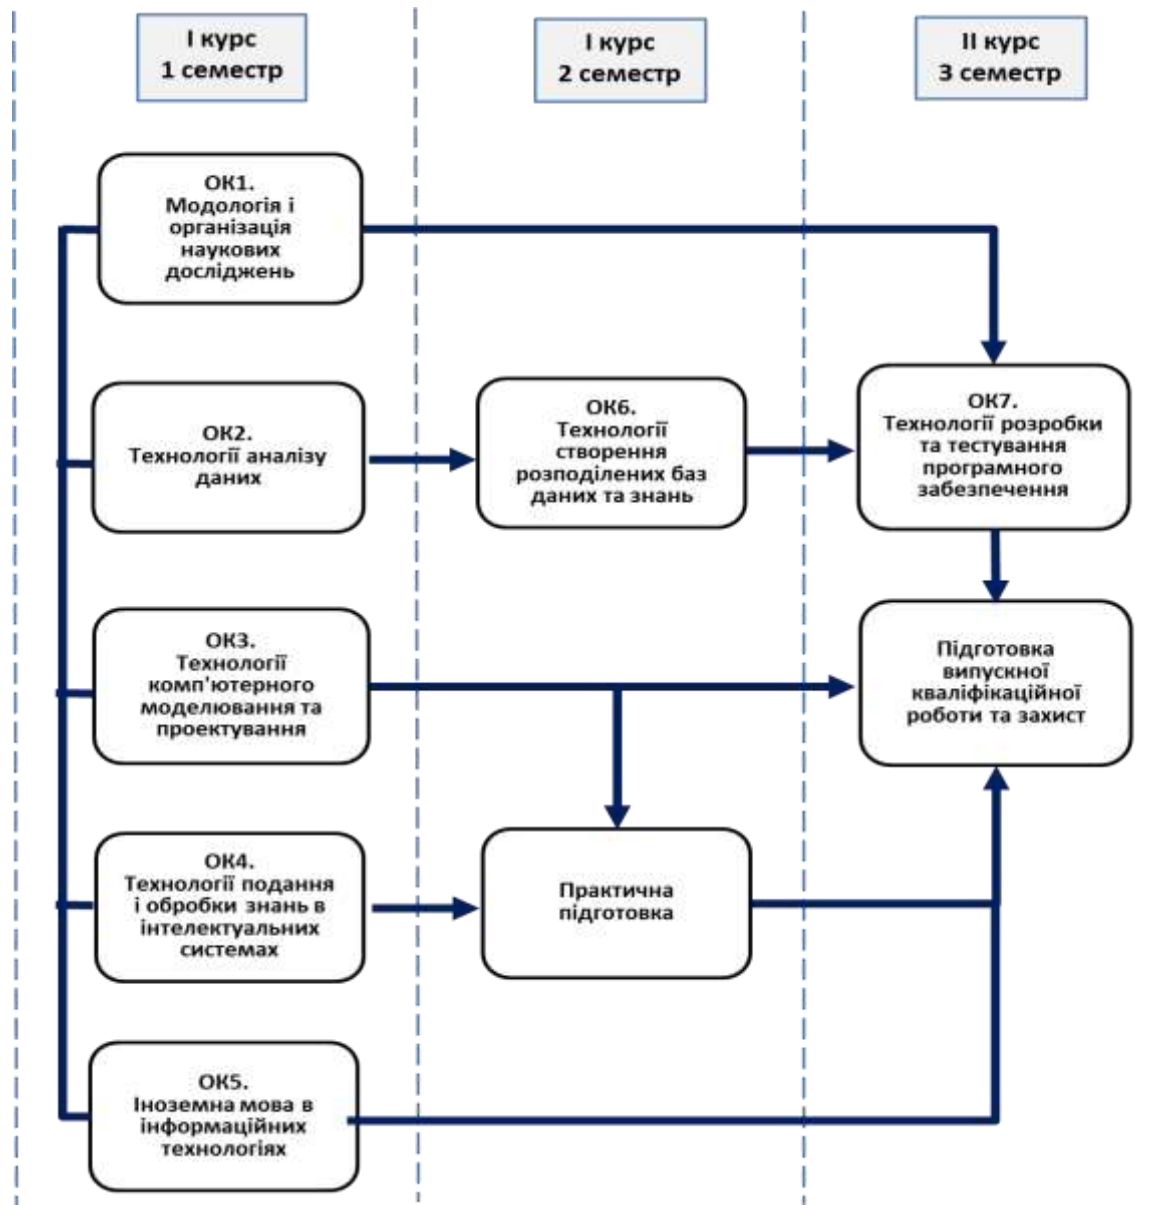 І курс
1 семестр
І курс
2 семестр
ІІ курс
3 семестр
ОК1.
Модологія і
організація
наукових
досліджень
ОК2.
Технології аналізу
даних
ОК6.
Технології
створення
розподілених баз
даних та знань
ОК7.
Технології розробки
та тестування
програмного
забезпечення
ОК3.
Технології
комп'ютерного
моделювання та
проектування
Підготовка
випускної
кваліфікаційної
роботи та захист
ОК4.
Технології подання
і обробки знань в
інтелектуальних
системах
Практична
підготовка
ОК5.
Іноземна мова в
інформаційних
технологіях